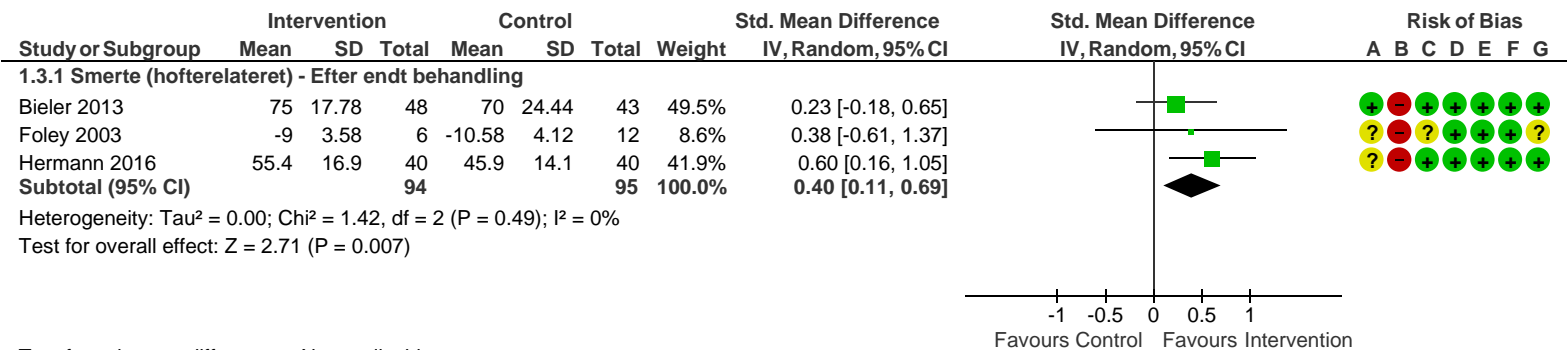 Intervention Control Std. Mean Difference Std. Mean Difference Risk of Bias
Study or Subgroup Mean SD Total Mean SD Total Weight IV, Random, 95% CI IV, Random, 95% CI A B C D E F G
1.3.1 Smerte (hofterelateret) - Efter endt behandling
Bieler 2013 75 17.78 48 70 24.44 43 49.5% 0.23 [-0.18, 0.65] + - + + + + +
Foley 2003 -9 3.58 6 -10.58 4.12 12 8.6% 0.38 [-0.61, 1.37] ? - ? + + + ?
Hermann 2016 55.4 16.9 40 45.9 14.1 40 41.9% 0.60 [0.16, 1.05] ? - + + + + +
Subtotal (95% CI) 94 95 100.0% 0.40 [0.11, 0.69]
Heterogeneity: Tau² = 0.00; Chi² = 1.42, df = 2 (P = 0.49); I² = 0%
Test for overall effect: Z = 2.71 (P = 0.007)
-1 -0.5 0 0.5 1
Favours Control Favours Intervention